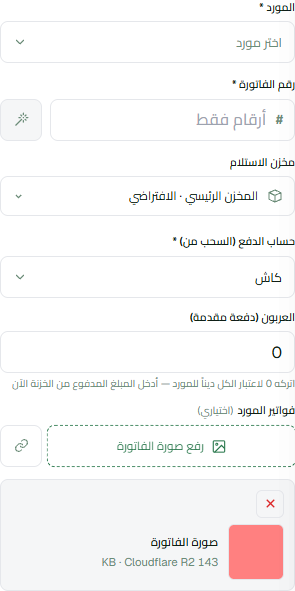 المورد *
اختر مورد
رقم الفاتورة *
# أرقام فقط
مخزن الاستلام
المخزن الرئيسي · الافتراضي
حساب الدفع (السحب من) *
كاش
العربون (دفعة مقدمة)
0
اتركه 0 لاعتبار الكل ديناً للمورد — أدخل المبلغ المدفوع من الخزنة الآن
فواتير المورد (اختياري)
رفع صورة الفاتورة
صورة الفاتورة
143 KB · Cloudflare R2